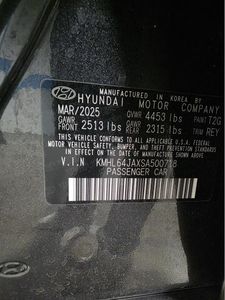 MANUFACTURED IN KOREA BY
HYUNDAI MOTOR COMPANY
MAR/2025 GVWR 4453 lbs PAINT T2G
GAWR FRONT 2513 lbs GAWR REAR 2315 lbs TRIM REY
THIS VEHICLE CONFORMS TO ALL APPLICABLE FEDERAL
MOTOR VEHICLE SAFETY, BUMPER, AND THEFT PREVENTION
STANDARDS IN EFFECT ON THE DATE OF MANUFACTURE
SHOWN ABOVE.
V.I.N KMHL64JAXSA500718
PASSENGER CAR